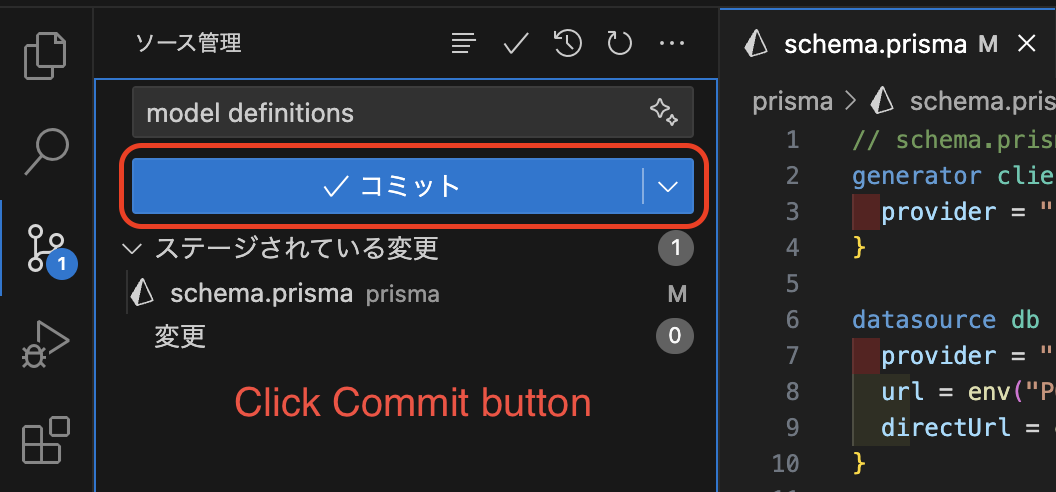 ソース管理
model definitions
コミット
ステージされている変更 1
schema.prisma prisma M
変更 0
1
Click Commit button
schema.prisma M
prisma > schema.pris
1 // schema.pris
2 generator clie
3 provider = "
4 }
5
6 datasource db
7 provider = "
8 url = env("P
9 directUrl =
10 }